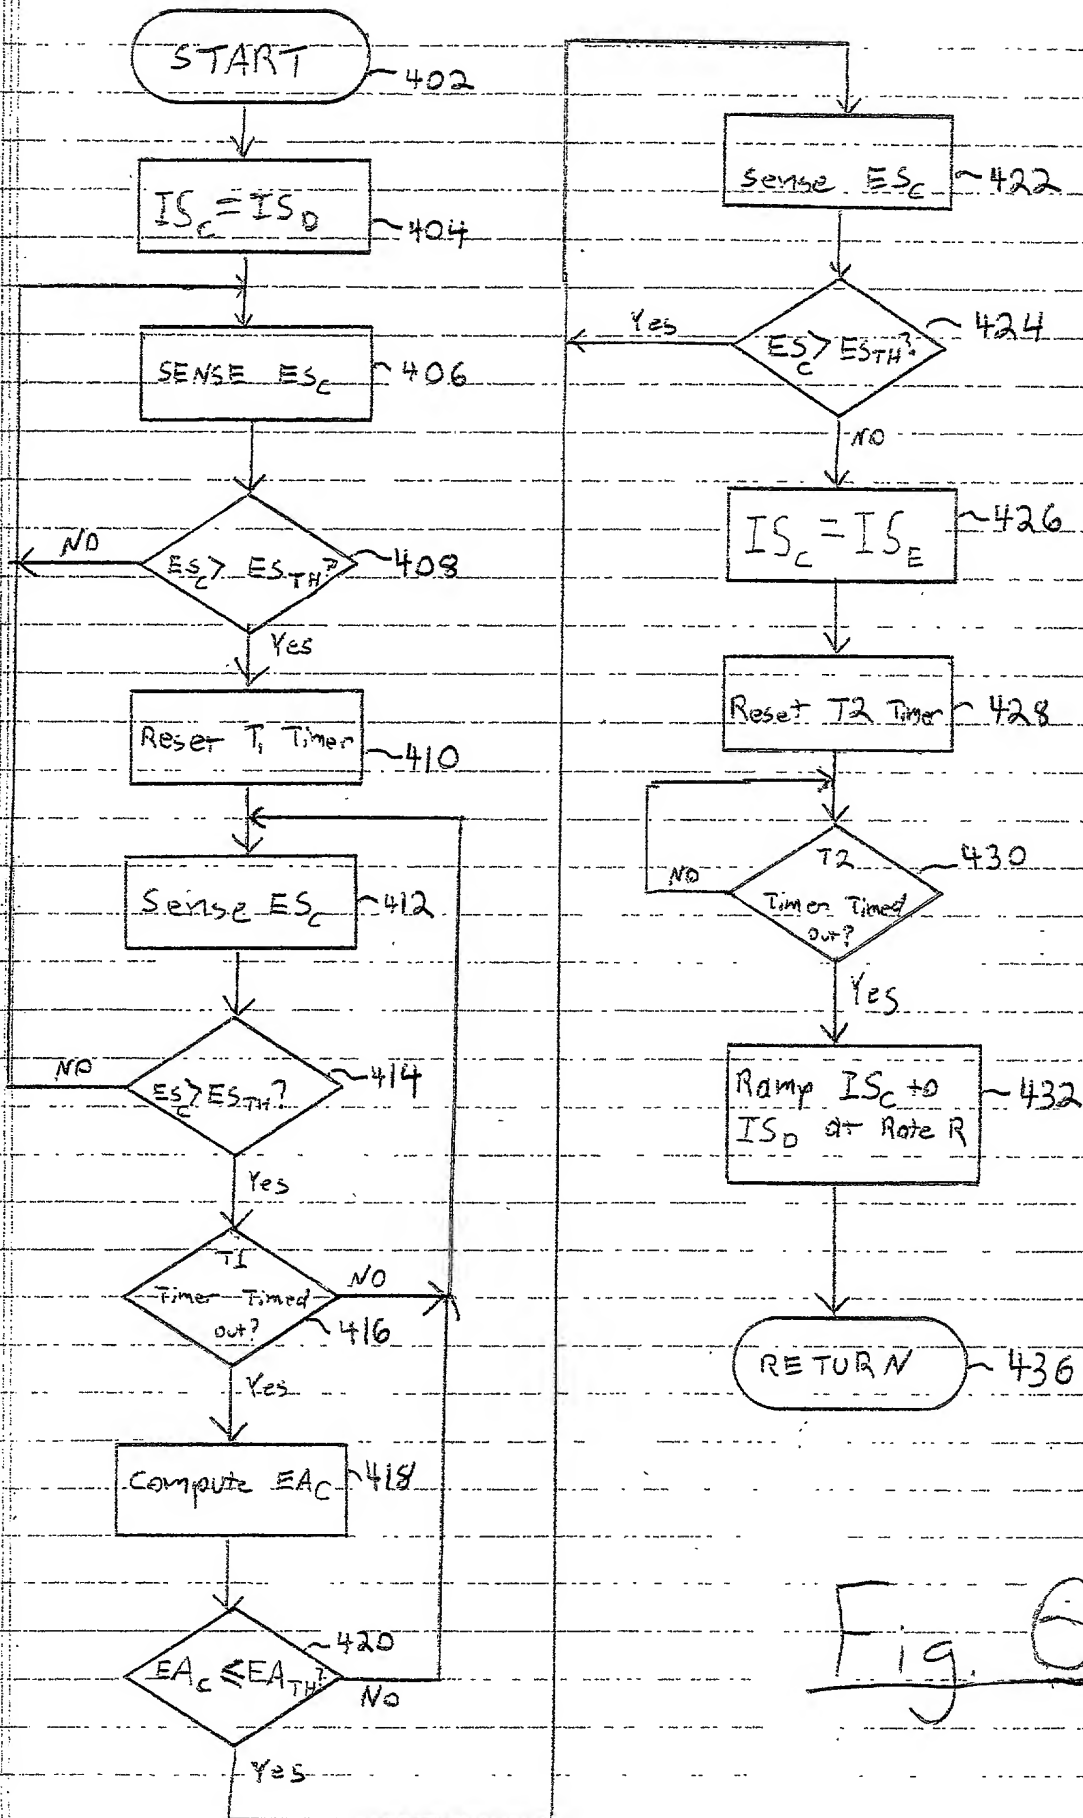 START
402
IS_C = IS_D
404
SENSE ES_C
406
NO
ES_C > ES_TH?
408
Yes
Reset T1 Timer
410
Sense ES_C
412
NO
ES_C > ES_TH?
414
Yes
T1
Timer Timed
out?
NO
416
Yes
Compute EA_C
418
EA_C ≤ EA_TH?
420
NO
Yes
Sense ES_C
422
Yes
ES_C > ES_TH?
424
NO
IS_C = IS_E
426
Reset T2 Timer
428
NO
T2
Timer Timed
out?
430
Yes
Ramp IS_C to
IS_D at Rate R
432
RETURN
436
Fig. 6